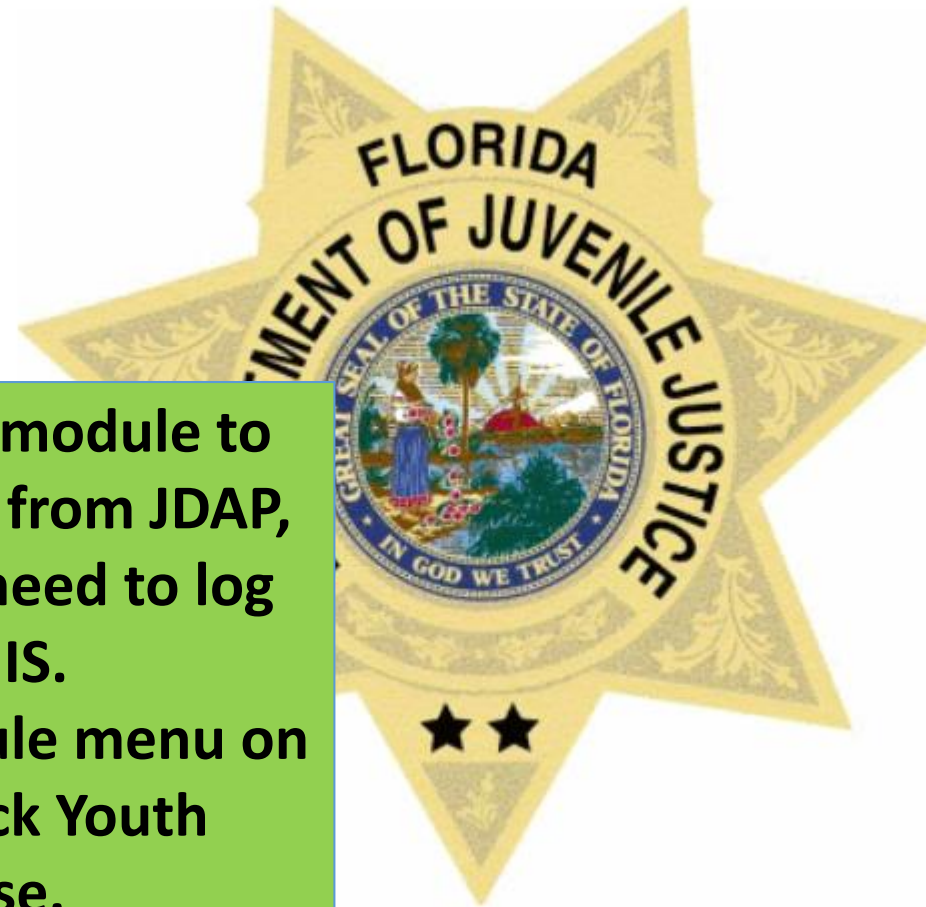 FLORIDA
MENT OF JUVENILE JUSTICE
GREAT SEAL OF THE STATE OF FLORIDA
IN GOD WE TRUST
module to
from JDAP,
need to log
IS.
ule menu on
ck Youth
se.